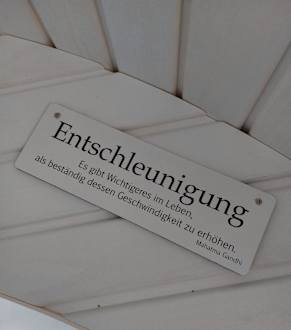 Entschleunigung
Es gibt Wichtigeres im Leben,
als beständig dessen Geschwindigkeit zu erhöhen.
Mahatma Gandhi